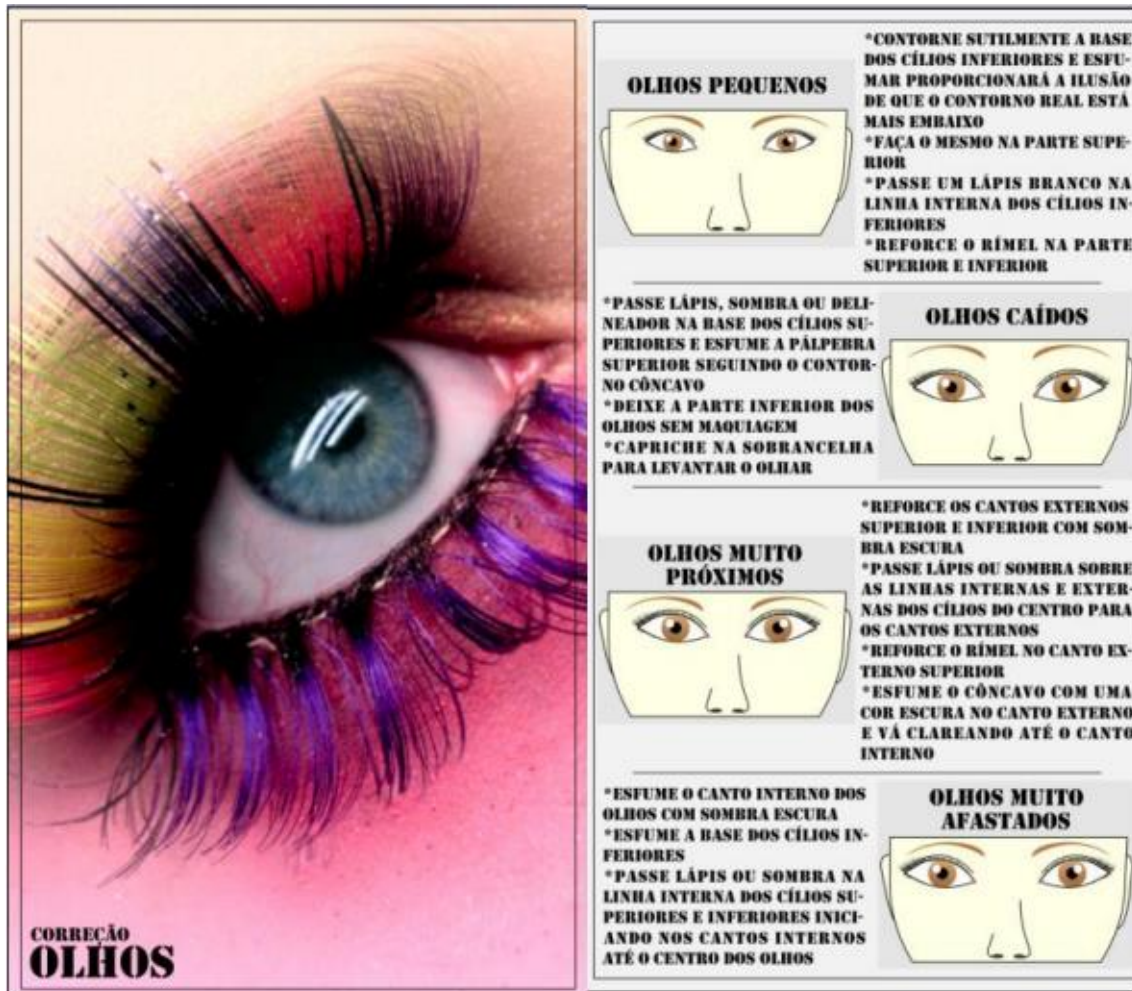 CORREÇÃO
OLHOS
OLHOS PEQUENOS
*CONTORNE SUTILMENTE A BASE
DOS CÍLIOS INFERIORES E ESFU-
MAR PROPORCIONARÁ A ILUSÃO
DE QUE O CONTORNO REAL ESTÁ
MAIS EMBAIXO
*FAÇA O MESMO NA PARTE SUPE-
RIOR
*PASSE UM LÁPIS BRANCO NA
LINHA INTERNA DOS CÍLIOS IN-
FERIORES
*REFORCE O RÍMEL NA PARTE
SUPERIOR E INFERIOR
*PASSE LÁPIS, SOMBRA OU DELI-
NEADOR NA BASE DOS CÍLIOS SU-
PERIORES E ESFUME A PÁLPEBRA
SUPERIOR SEGUINDO O CONTOR-
NO CÔNCAVO
*DEIXE A PARTE INFERIOR DOS
OLHOS SEM MAQUIAGEM
*CAPRICHE NA SOBRANCELHA
PARA LEVANTAR O OLHAR
OLHOS CAÍDOS
OLHOS MUITO
PRÓXIMOS
*REFORCE OS CANTOS EXTERNOS
SUPERIOR E INFERIOR COM SOM-
BRA ESCURA
*PASSE LÁPIS OU SOMBRA SOBRE
AS LINHAS INTERNAS E EXTER-
NAS DOS CÍLIOS DO CENTRO PARA
OS CANTOS EXTERNOS
*REFORCE O RÍMEL NO CANTO EX-
TERNO SUPERIOR
*ESFUME O CÔNCAVO COM UMA
COR ESCURA NO CANTO EXTERNO
E VÁ CLAREANDO ATÉ O CANTO
INTERNO
*ESFUME O CANTO INTERNO DOS
OLHOS COM SOMBRA ESCURA
*ESFUME A BASE DOS CÍLIOS IN-
FERIORES
*PASSE LÁPIS OU SOMBRA NA
LINHA INTERNA DOS CÍLIOS SU-
PERIORES E INFERIORES INICI-
ANDO NOS CANTOS INTERNOS
ATÉ O CENTRO DOS OLHOS
OLHOS MUITO
AFASTADOS